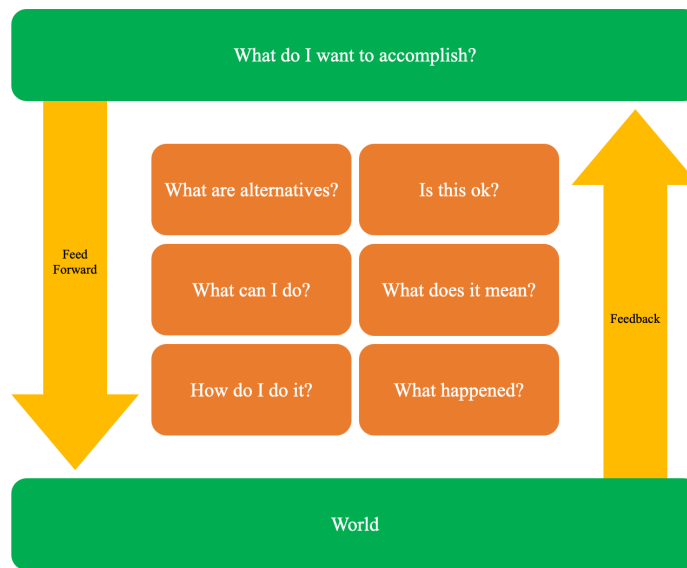 What do I want to accomplish?
What are alternatives?
Is this ok?
Feed
Forward
What can I do?
What does it mean?
Feedback
How do I do it?
What happened?
World